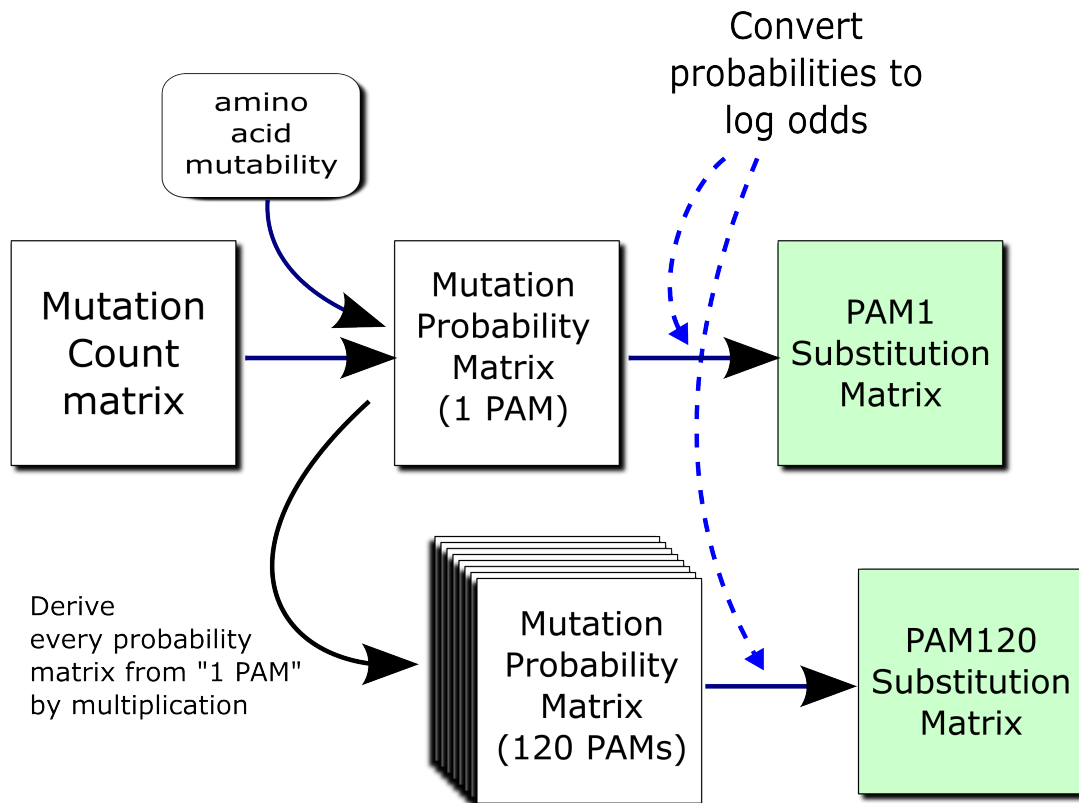 Convert
probabilities to
log odds
amino
acid
mutability
Mutation
Count
matrix
Mutation
Probability
Matrix
(1 PAM)
PAM1
Substitution
Matrix
Derive
every probability
matrix from "1 PAM"
by multiplication
Mutation
Probability
Matrix
(120 PAMs)
PAM120
Substitution
Matrix